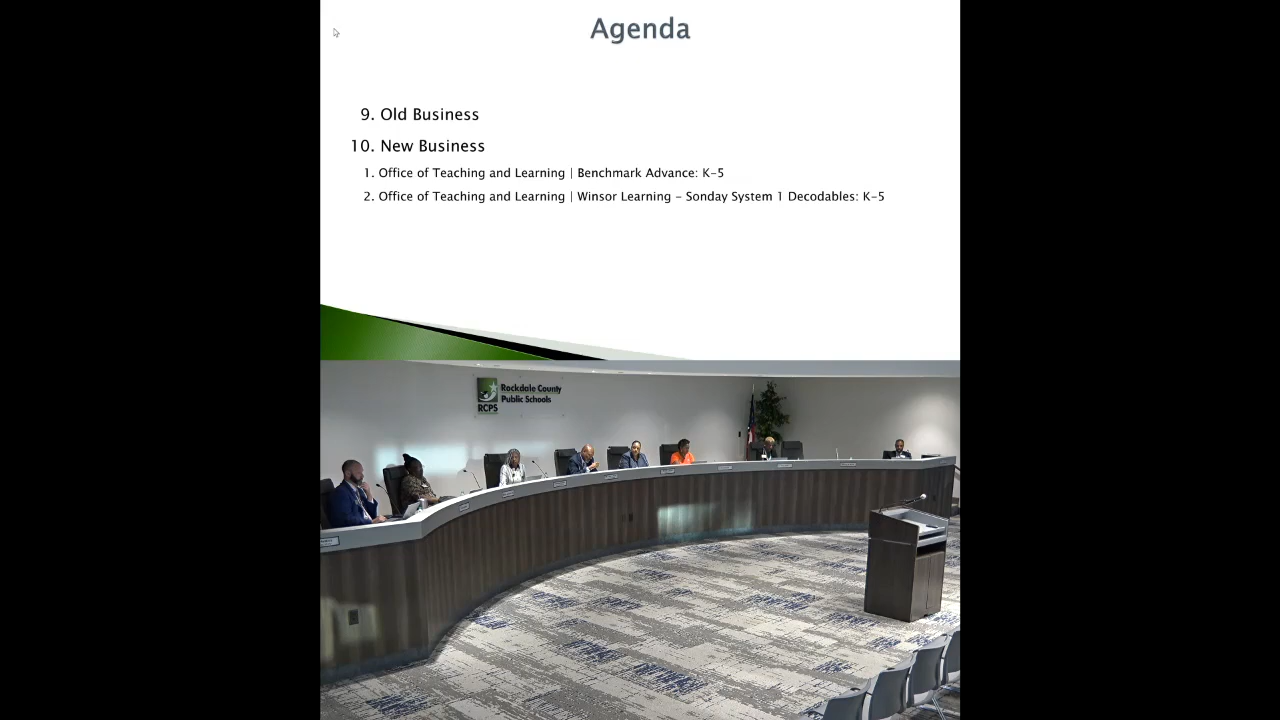 Agenda
9. Old Business
10. New Business
1. Office of Teaching and Learning | Benchmark Advance: K-5
2. Office of Teaching and Learning | Winsor Learning - Sonday System 1 Decodables: K-5
Rockdale County
Public Schools
RCPS